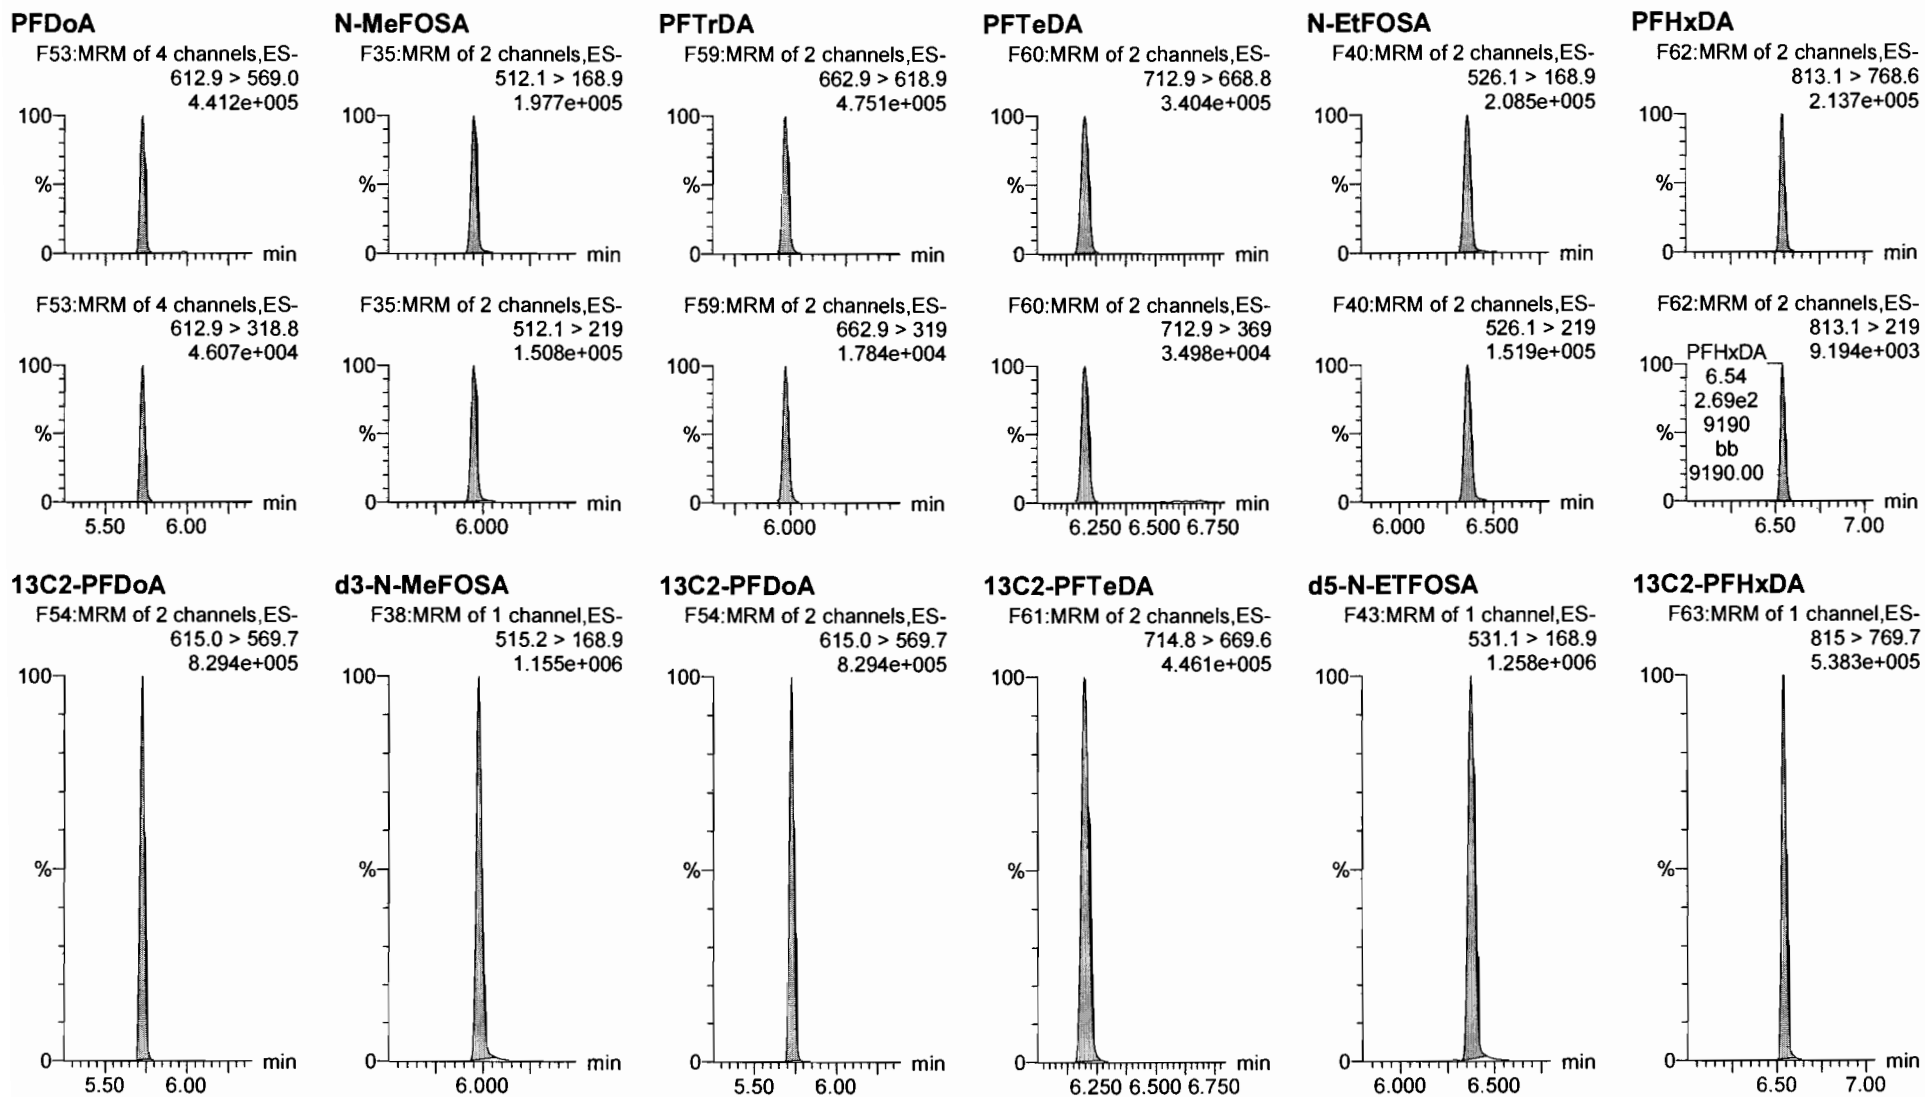 PFDoA
F53:MRM of 4 channels,ES-
612.9 > 569.0
4.412e+005
100
%
0
min
N-MeFOSA
F35:MRM of 2 channels,ES-
512.1 > 168.9
1.977e+005
100
%
0
min
PFTrDA
F59:MRM of 2 channels,ES-
662.9 > 618.9
4.751e+005
100
%
0
min
PFTeDA
F60:MRM of 2 channels,ES-
712.9 > 668.8
3.404e+005
100
%
0
min
N-EtFOSA
F40:MRM of 2 channels,ES-
526.1 > 168.9
2.085e+005
100
%
0
min
PFHxDA
F62:MRM of 2 channels,ES-
813.1 > 768.6
2.137e+005
100
%
0
min
F53:MRM of 4 channels,ES-
612.9 > 318.8
4.607e+004
100
%
0
min
5.50 6.00
F35:MRM of 2 channels,ES-
512.1 > 219
1.508e+005
100
%
0
min
6.000
F59:MRM of 2 channels,ES-
662.9 > 319
1.784e+004
100
%
0
min
6.000
F60:MRM of 2 channels,ES-
712.9 > 369
3.498e+004
100
%
0
min
6.250 6.500 6.750
F40:MRM of 2 channels,ES-
526.1 > 219
1.519e+005
100
%
0
min
6.000 6.500
F62:MRM of 2 channels,ES-
813.1 > 219
9.194e+003
PFHxDA
6.54
2.69e2
9190
bb
9190.00
100
%
0
min
6.50 7.00
13C2-PFDoA
F54:MRM of 2 channels,ES-
615.0 > 569.7
8.294e+005
100
%
0
min
5.50 6.00
d3-N-MeFOSA
F38:MRM of 1 channel,ES-
515.2 > 168.9
1.155e+006
100
%
0
min
6.000
13C2-PFDoA
F54:MRM of 2 channels,ES-
615.0 > 569.7
8.294e+005
100
%
0
min
5.50 6.00
13C2-PFTeDA
F61:MRM of 2 channels,ES-
714.8 > 669.6
4.461e+005
100
%
0
min
6.250 6.500 6.750
d5-N-ETFOSA
F43:MRM of 1 channel,ES-
531.1 > 168.9
1.258e+006
100
%
0
min
6.000 6.500
13C2-PFHxDA
F63:MRM of 1 channel,ES-
815 > 769.7
5.383e+005
100
%
0
min
6.50 7.00